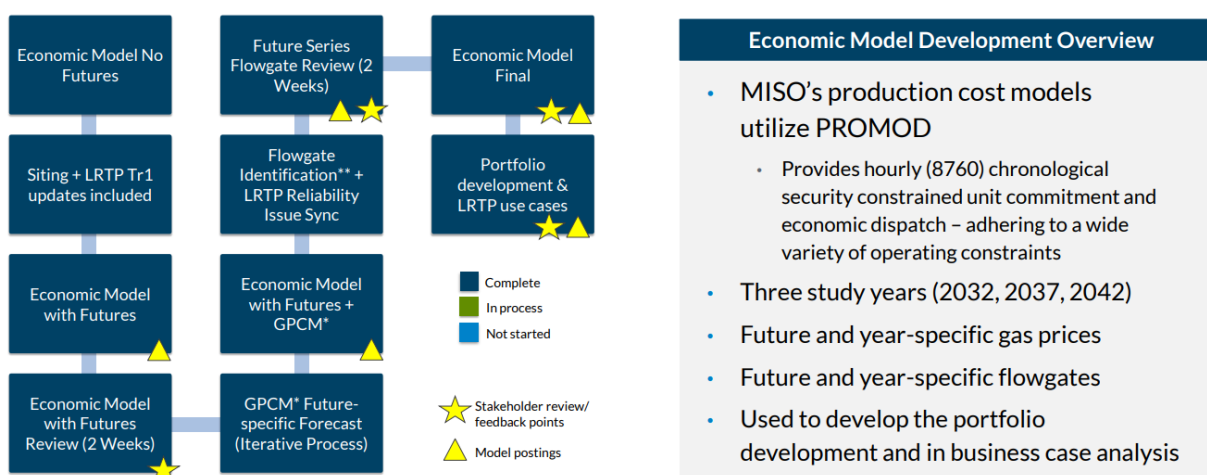 Economic Model No
Futures
Siting + LRTP Tr1
updates included
Economic Model
with Futures
Economic Model
with Futures
Review (2 Weeks)
GPCM* Future-
specific Forecast
(Iterative Process)
Economic Model
with Futures +
GPCM*
Flowgate
Identification** +
LRTP Reliability
Issue Sync
Future Series
Flowgate Review (2
Weeks)
Economic Model
Final
Portfolio
development &
LRTP use cases
Complete
In process
Not started
Stakeholder review/
feedback points
Model postings
Economic Model Development Overview
• MISO's production cost models
utilize PROMOD
• Provides hourly (8760) chronological
security constrained unit commitment and
economic dispatch – adhering to a wide
variety of operating constraints
• Three study years (2032, 2037, 2042)
• Future and year-specific gas prices
• Future and year-specific flowgates
• Used to develop the portfolio
development and in business case analysis